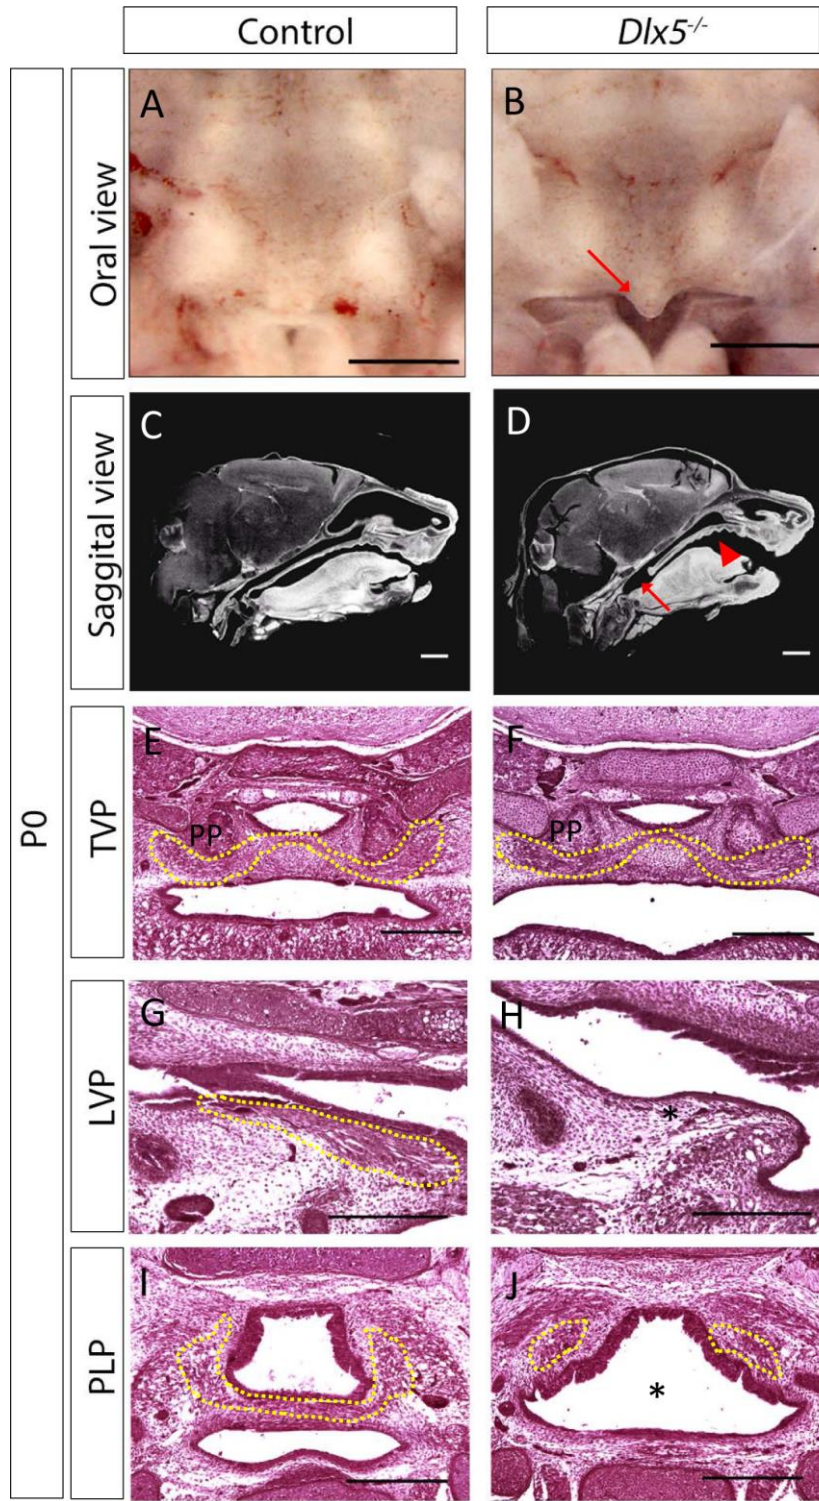 Control
Dlx5-/-
P0
Oral view
A
B
Saggital view
C
D
TVP
E
PP
F
PP
LVP
G
H
*
PLP
I
J
*